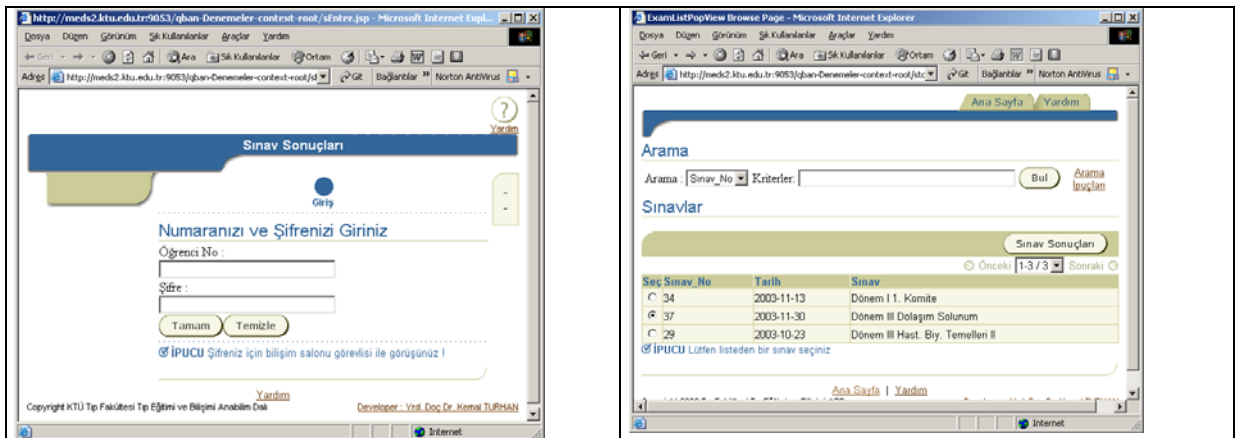 http://meds2.ktu.edu.tr:9053/qban-Denemeler-context-root/sEnter.jsp - Microsoft Internet Expl...
Dosya Düzen Görünüm Sık Kullanılanlar Araçlar Yardım
Geri Ara Sık Kullanılanlar Ortam
Adres http://meds2.ktu.edu.tr:9053/qban-Denemeler-context-root/s Git Bağlantılar » Norton AntiVirus
?
Yardım
Sınav Sonuçları
Giriş
-
-
Numaranızı ve Şifrenizi Giriniz
Öğrenci No :
Şifre :
Tamam Temizle
İPUCU Şifreniz için bilişim salonu görevlisi ile görüşünüz !
Yardım
Copyright KTÜ Tıp Fakültesi Tıp Eğitimi ve Bilişimi Anabilim Dalı Developer : Yrd. Doç.Dr. Kemal TURHAN
Internet
ExamListPopView Browse Page - Microsoft Internet Explorer
Dosya Düzen Görünüm Sık Kullanılanlar Araçlar Yardım
Geri Ara Sık Kullanılanlar Ortam
Adres http://meds2.ktu.edu.tr:9053/qban-Denemeler-context-root/stc Git Bağlantılar » Norton AntiVirus
Ana Sayfa Yardım
Arama
Arama : Sınav_No Kriterler: Bul Arama İpuçları
Sınavlar
Sınav Sonuçları
Önceki 1-3 / 3 Sonraki
Seç Sınav_No Tarih Sınav
34 2003-11-13 Dönem I 1. Komite
37 2003-11-30 Dönem III Dolaşım Solunum
29 2003-10-23 Dönem III Hast. Biy. Temelleri II
İPUCU Lütfen listeden bir sınav seçiniz
Ana Sayfa | Yardım
Internet